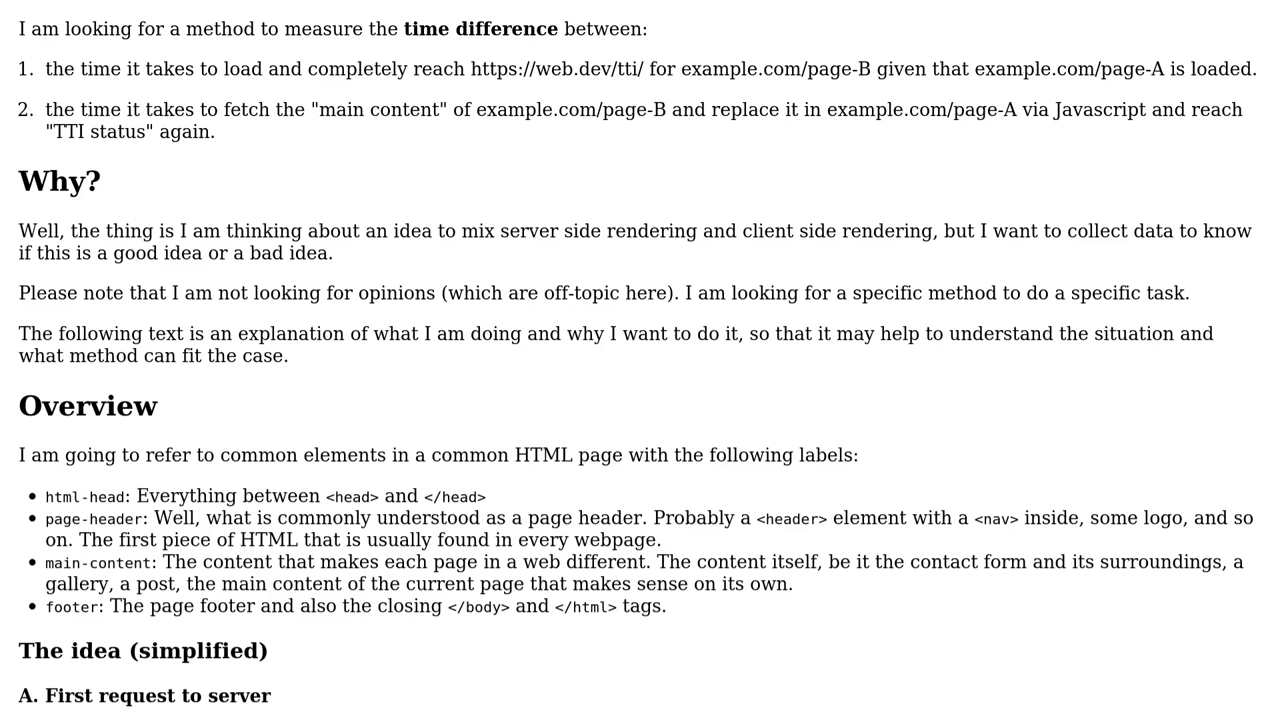 I am looking for a method to measure the time difference between:
1. the time it takes to load and completely reach https://web.dev/tti/ for example.com/page-B given that example.com/page-A is loaded.
2. the time it takes to fetch the "main content" of example.com/page-B and replace it in example.com/page-A via Javascript and reach
"TTI status" again.
Why?
Well, the thing is I am thinking about an idea to mix server side rendering and client side rendering, but I want to collect data to know
if this is a good idea or a bad idea.
Please note that I am not looking for opinions (which are off-topic here). I am looking for a specific method to do a specific task.
The following text is an explanation of what I am doing and why I want to do it, so that it may help to understand the situation and
what method can fit the case.
Overview
I am going to refer to common elements in a common HTML page with the following labels:
• html-head: Everything between <head> and </head>
• page-header: Well, what is commonly understood as a page header. Probably a <header> element with a <nav> inside, some logo, and so
on. The first piece of HTML that is usually found in every webpage.
• main-content: The content that makes each page in a web different. The content itself, be it the contact form and its surroundings, a
gallery, a post, the main content of the current page that makes sense on its own.
• footer: The page footer and also the closing </body> and </html> tags.
The idea (simplified)
A. First request to server